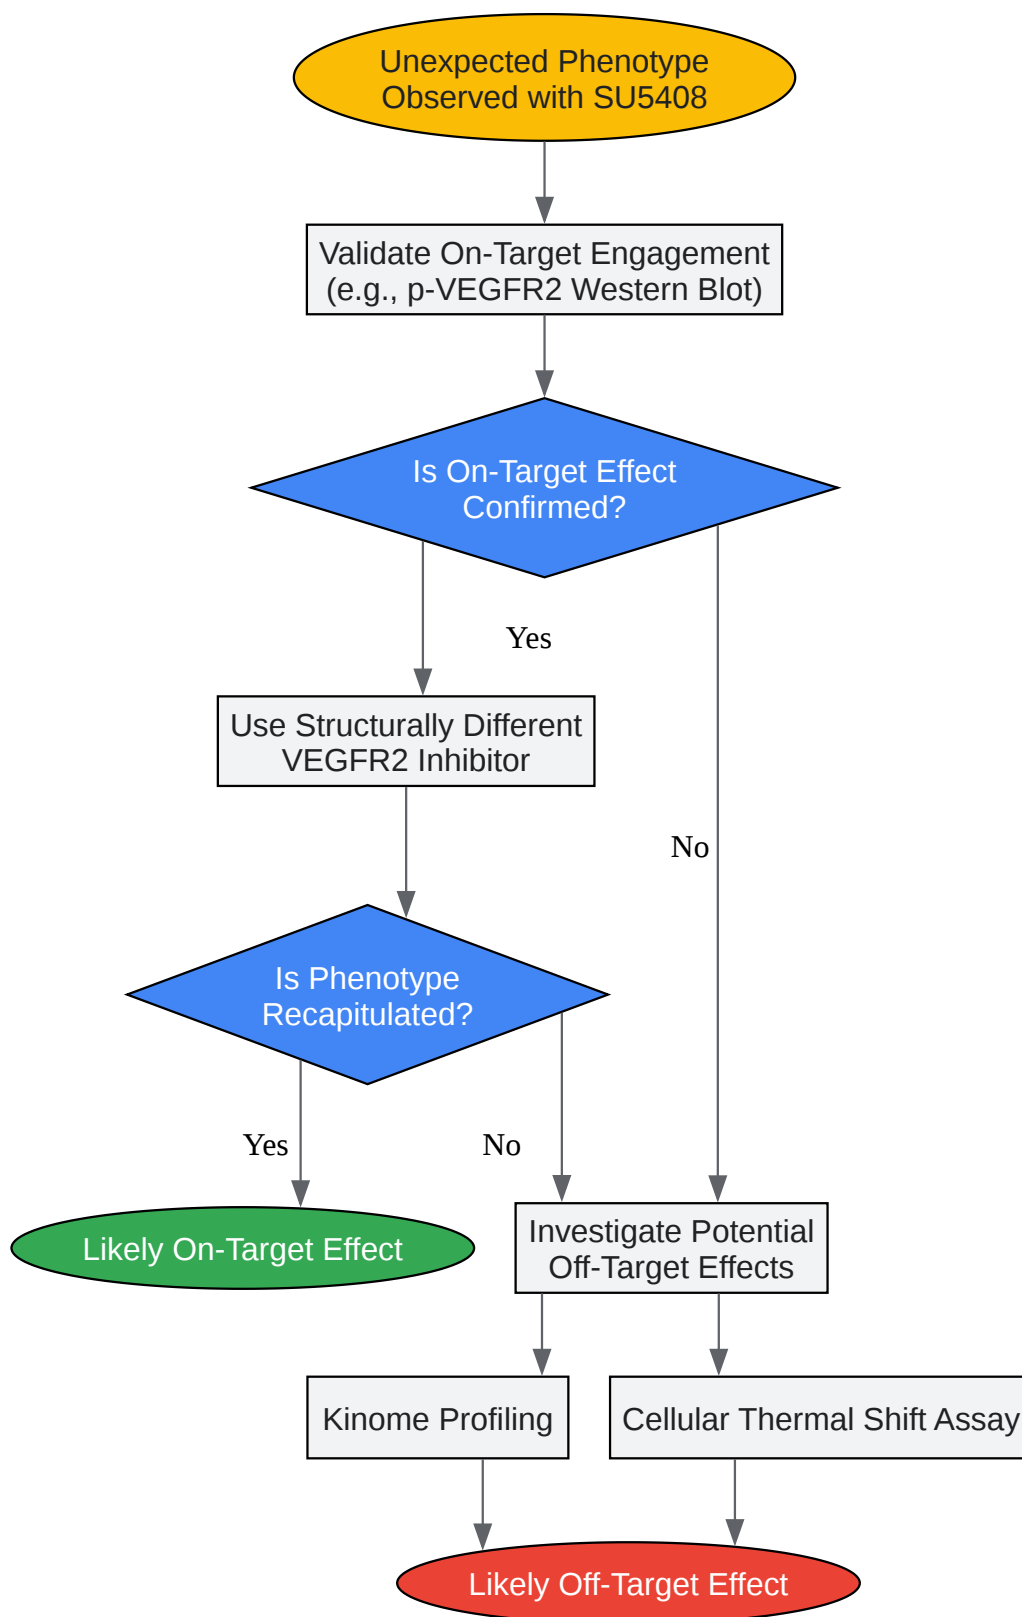 Unexpected Phenotype
Observed with SU5408
Validate On-Target Engagement
(e.g., p-VEGFR2 Western Blot)
Is On-Target Effect
Confirmed?
Yes
Use Structurally Different
VEGFR2 Inhibitor
No
Is Phenotype
Recapitulated?
Yes
No
Likely On-Target Effect
Investigate Potential
Off-Target Effects
Kinome Profiling
Cellular Thermal Shift Assay
Likely Off-Target Effect